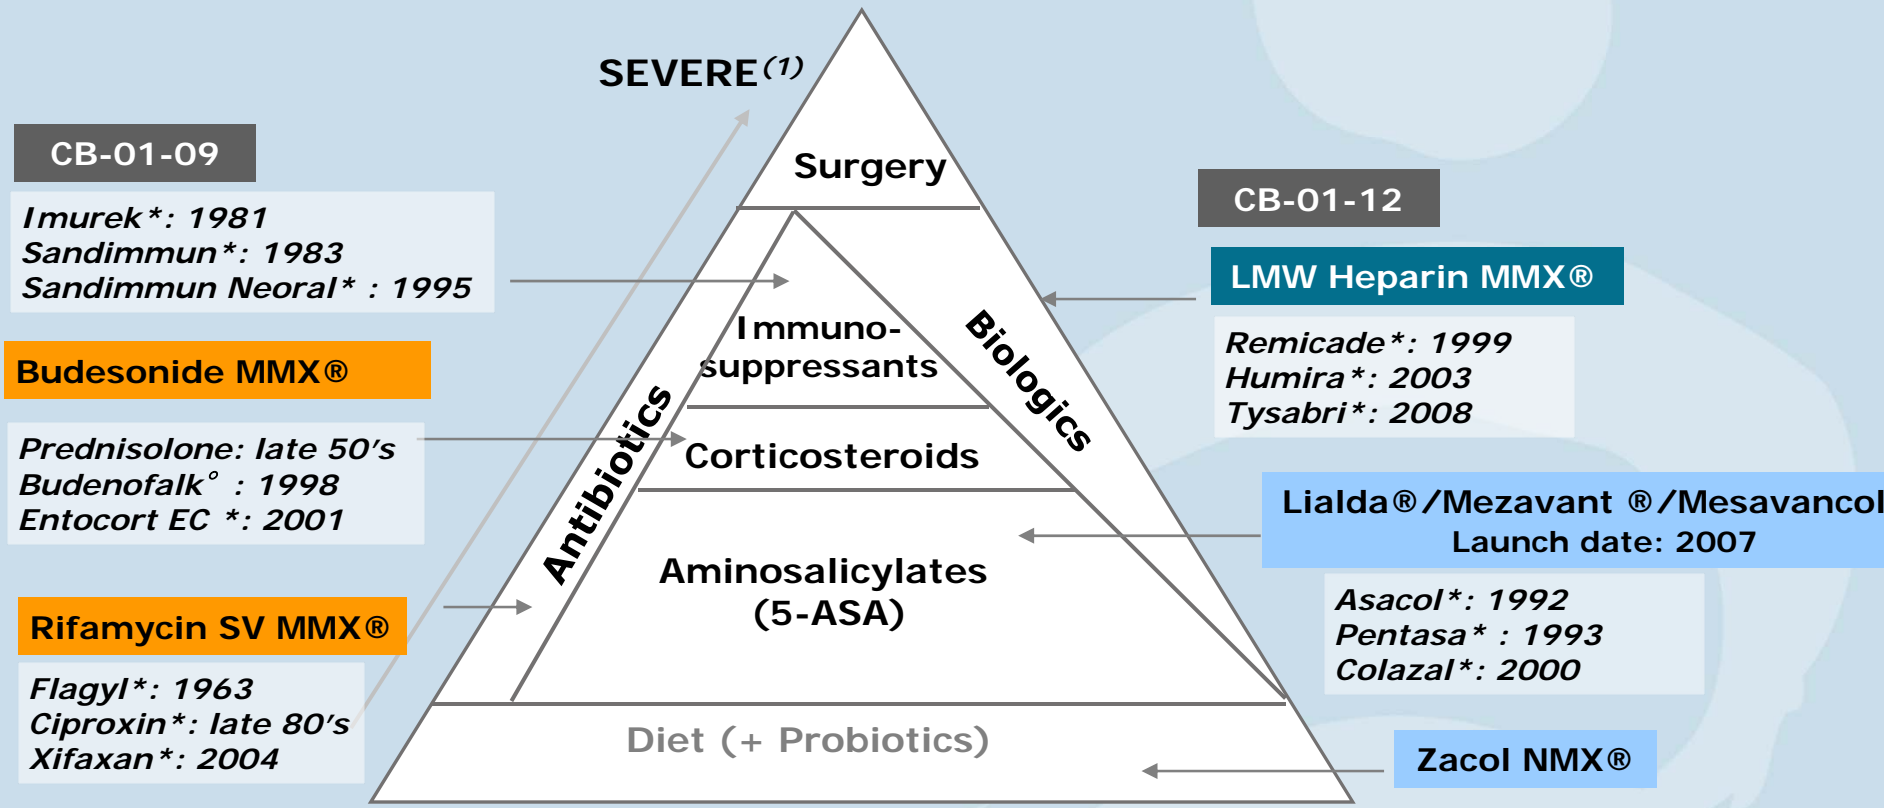 SEVERE(1)
CB-01-09
Imurek*: 1981
Sandimmun*: 1983
Sandimmun Neoral* : 1995
Budesonide MMX®
Prednisolone: late 50's
Budenofalk° : 1998
Entocort EC *: 2001
Rifamycin SV MMX®
Flagyl*: 1963
Ciproxin*: late 80's
Xifaxan*: 2004
Surgery
Immuno-
suppressants
Corticosteroids
Antibiotics
Biologics
Aminosalicylates
(5-ASA)
Diet (+ Probiotics)
CB-01-12
LMW Heparin MMX®
Remicade*: 1999
Humira*: 2003
Tysabri*: 2008
Lialda®/Mezavant ®/Mesavancol
Launch date: 2007
Asacol*: 1992
Pentasa* : 1993
Colazal*: 2000
Zacol NMX®